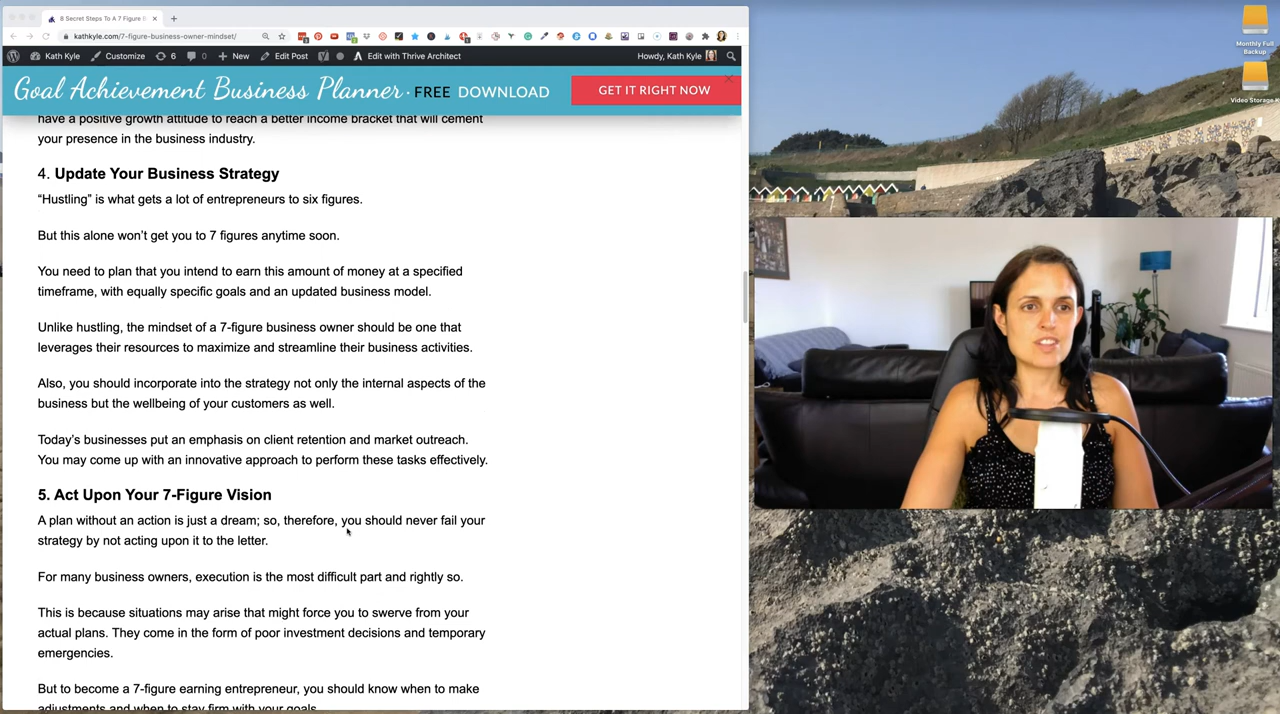 8 Secret Steps To A 7 Figure B
kathkyle.com/7-figure-business-owner-mindset/
Kath Kyle Customize 6 0 New Edit Post Edit with Thrive Architect Howdy, Kath Kyle
Goal Achievement Business Planner · FREE DOWNLOAD GET IT RIGHT NOW
have a positive growth attitude to reach a better income bracket that will cement
your presence in the business industry.
4. Update Your Business Strategy
“Hustling” is what gets a lot of entrepreneurs to six figures.
But this alone won’t get you to 7 figures anytime soon.
You need to plan that you intend to earn this amount of money at a specified
timeframe, with equally specific goals and an updated business model.
Unlike hustling, the mindset of a 7-figure business owner should be one that
leverages their resources to maximize and streamline their business activities.
Also, you should incorporate into the strategy not only the internal aspects of the
business but the wellbeing of your customers as well.
Today’s businesses put an emphasis on client retention and market outreach.
You may come up with an innovative approach to perform these tasks effectively.
5. Act Upon Your 7-Figure Vision
A plan without an action is just a dream; so, therefore, you should never fail your
strategy by not acting upon it to the letter.
For many business owners, execution is the most difficult part and rightly so.
This is because situations may arise that might force you to swerve from your
actual plans. They come in the form of poor investment decisions and temporary
emergencies.
But to become a 7-figure earning entrepreneur, you should know when to make
adjustments and when to stay firm with your goals.
Monthly Full
Backup
Video Storage K